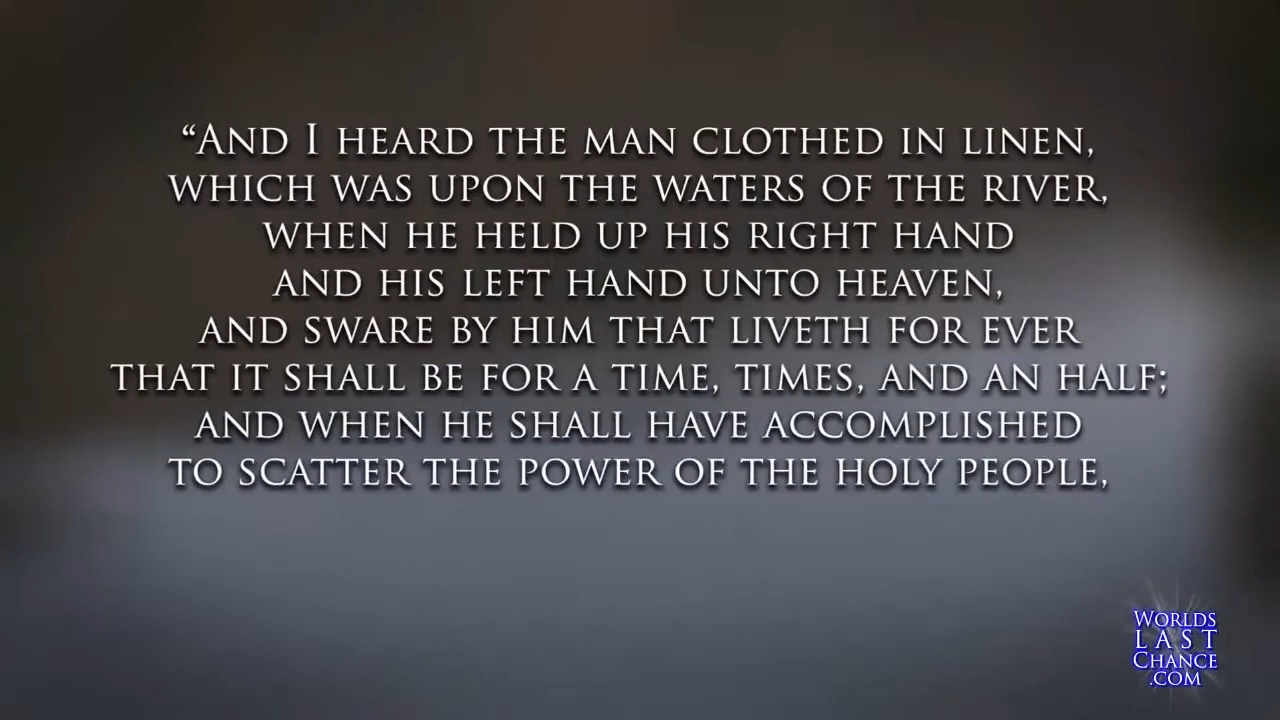 “And I heard the man clothed in linen,
which was upon the waters of the river,
when he held up his right hand
and his left hand unto heaven,
and sware by him that liveth for ever
that it shall be for a time, times, and an half;
and when he shall have accomplished
to scatter the power of the holy people,
Worlds
Last
Chance
.com